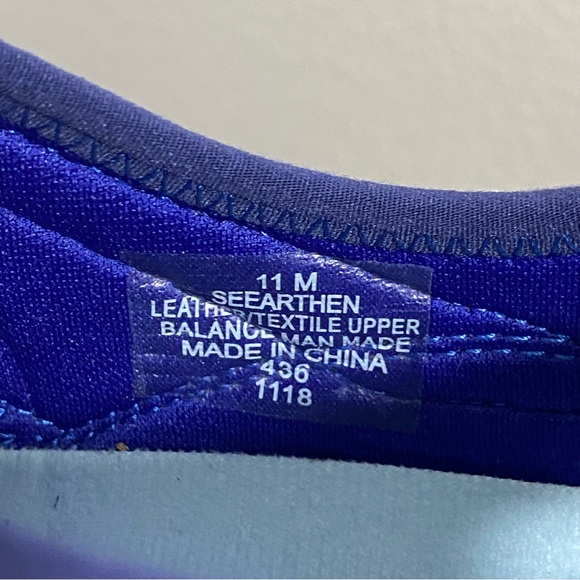 11 M
SEEARTHEN
LEATHER/TEXTILE UPPER
BALANCE MAN MADE
MADE IN CHINA
436
1118